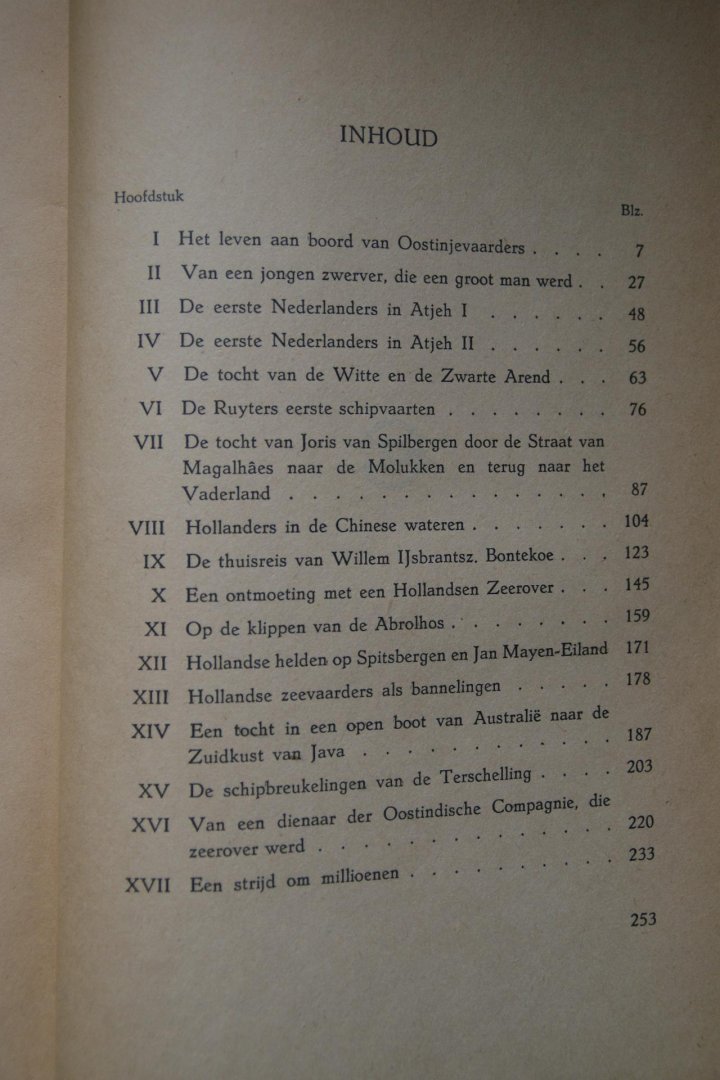 INHOUD
Hoofdstuk Blz.
I Het leven aan boord van Oostinjevaarders . . . . 7
II Van een jongen zwerver, die een groot man werd . . 27
III De eerste Nederlanders in Atjeh I . . . . . . 48
IV De eerste Nederlanders in Atjeh II . . . . . . 56
V De tocht van de Witte en de Zwarte Arend . . . 63
VI De Ruyters eerste schipvaarten . . . . . . . . 76
VII De tocht van Joris van Spilbergen door de Straat van
Magalhâes naar de Molukken en terug naar het
Vaderland . . . . . . . . . . . . . . 87
VIII Hollanders in de Chinese wateren . . . . . . . 104
IX De thuisreis van Willem IJsbrantsz. Bontekoe . . . 123
X Een ontmoeting met een Hollandsen Zeerover . . . 145
XI Op de klippen van de Abrolhos . . . . . . . . 159
XII Hollandse helden op Spitsbergen en Jan Mayen-Eiland 171
XIII Hollandse zeevaarders als bannelingen . . . . . 178
XIV Een tocht in een open boot van Australië naar de
Zuidkust van Java . . . . . . . . . . . 187
XV De schipbreukelingen van de Terschelling . . . . 203
XVI Van een dienaar der Oostindische Compagnie, die
zeerover werd . . . . . . . . . . . . . 220
XVII Een strijd om millioenen . . . . . . . . . 233
253